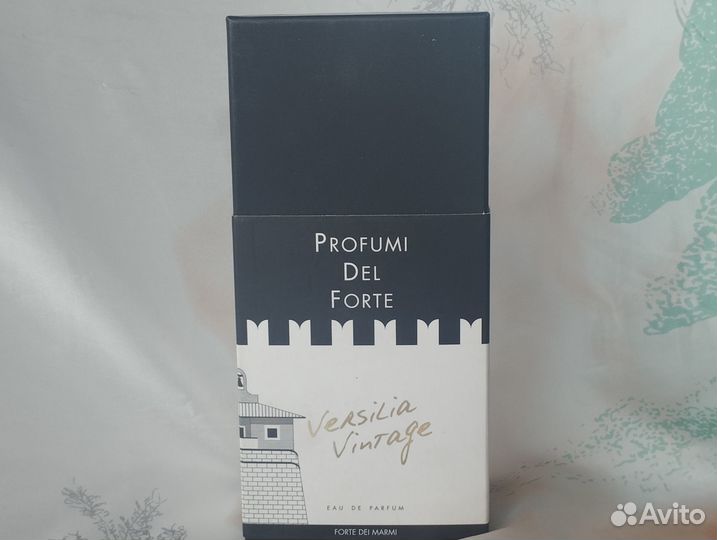 PROFUMI
DEL
FORTE
Versilia
Vintage
EAU DE PARFUM
FORTE DEI MARMI
Avito